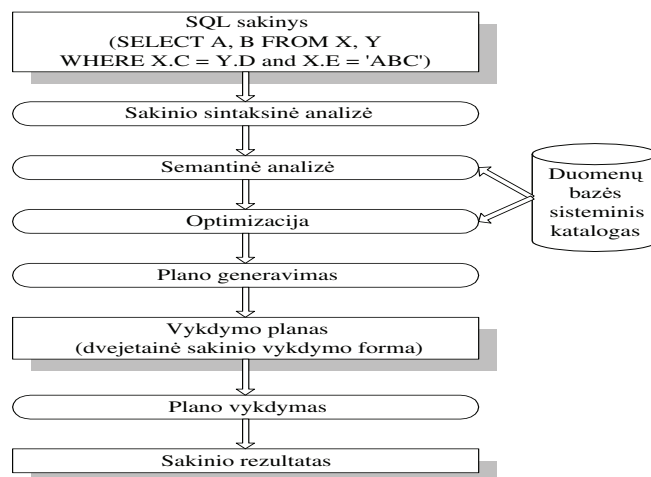 SQL sakinys
(SELECT A, B FROM X, Y
WHERE X.C = Y.D and X.E = 'ABC')
Sakinio sintaksinė analizė
Semantinė analizė
Optimizacija
Plano generavimas
Vykdymo planas
(dvejetainė sakinio vykdymo forma)
Plano vykdymas
Sakinio rezultatas
Duomenų
bazės
sisteminis
katalogas